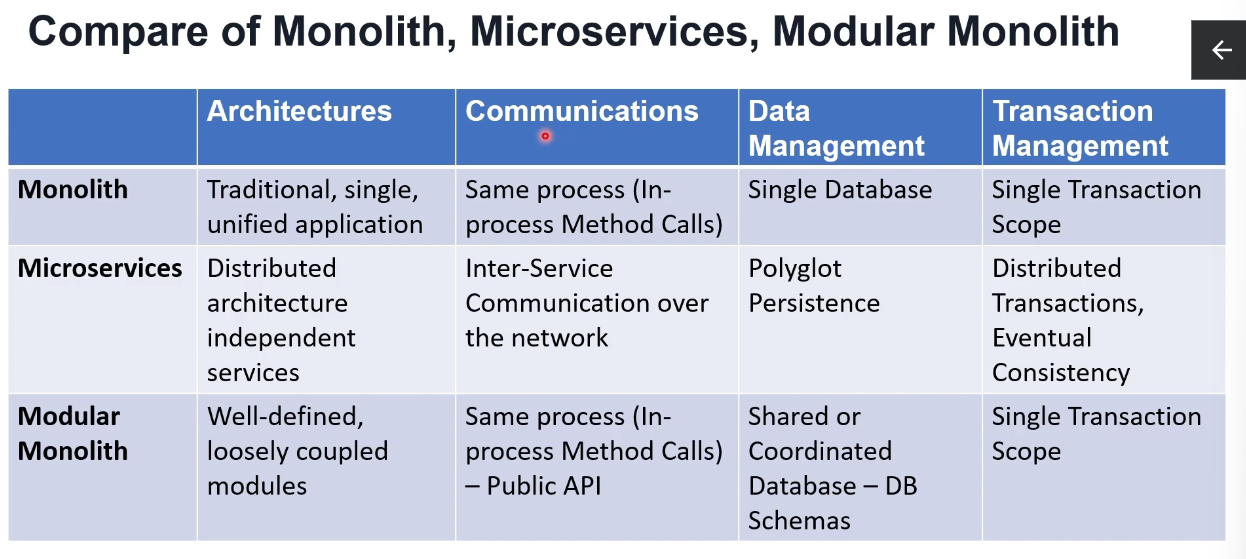 Compare of Monolith, Microservices, Modular Monolith
Architectures
Communications
Data
Management
Transaction
Management
Monolith
Traditional, single,
unified application
Same process (In-
process Method Calls)
Single Database
Single Transaction
Scope
Microservices
Distributed
architecture
independent
services
Inter-Service
Communication over
the network
Polyglot
Persistence
Distributed
Transactions,
Eventual
Consistency
Modular
Monolith
Well-defined,
loosely coupled
modules
Same process (In-
process Method Calls)
– Public API
Shared or
Coordinated
Database – DB
Schemas
Single Transaction
Scope